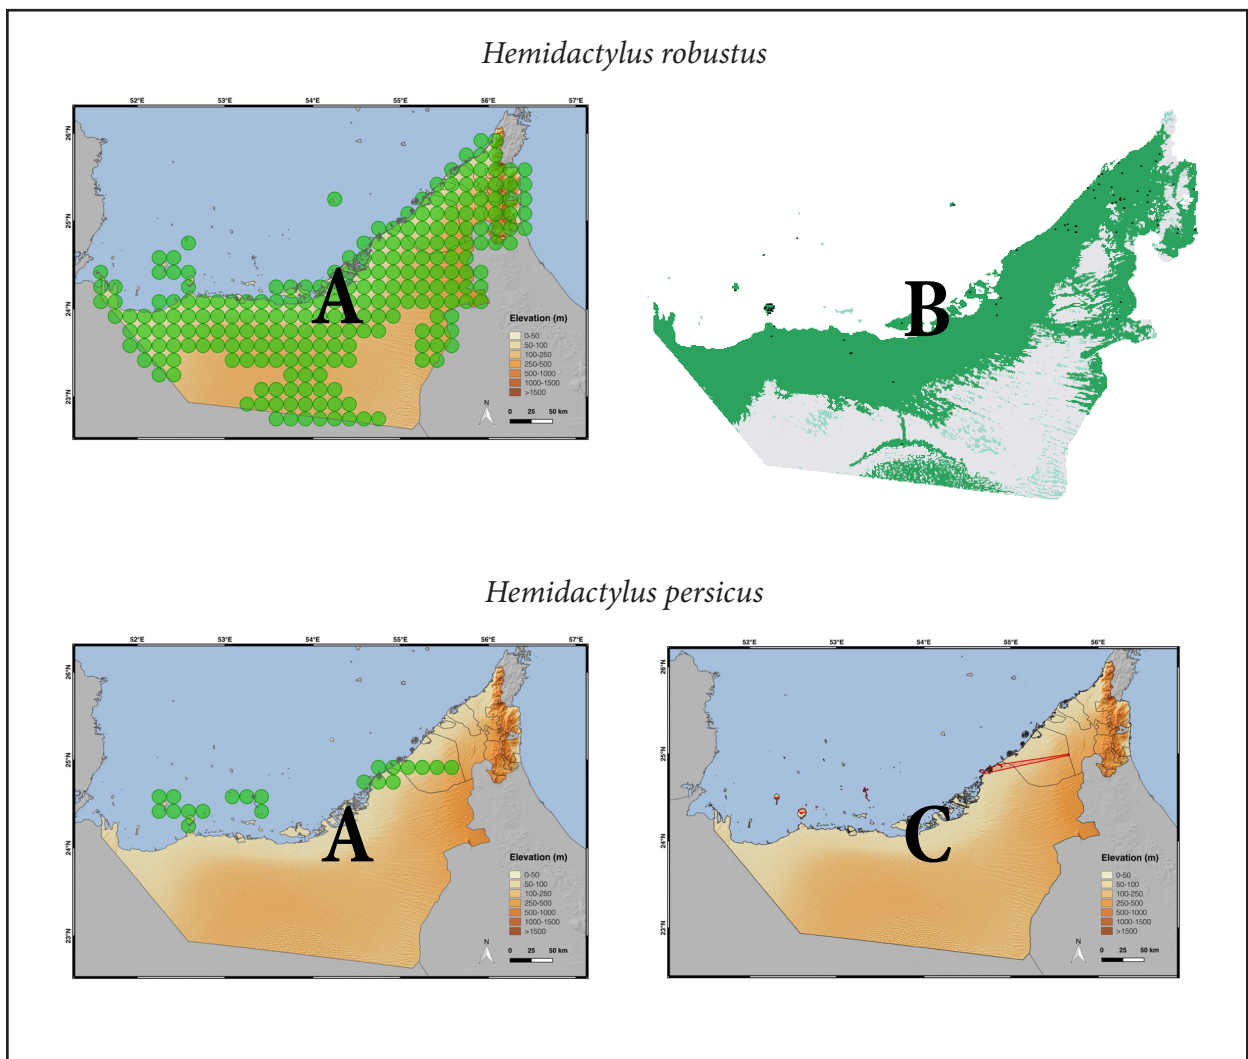 Hemidactylus robustus
52°E 53°E 54°E 55°E 56°E 57°E
26°N
25°N
24°N
23°N
A
Elevation (m)
0-50
50-100
100-250
250-500
500-1000
1000-1500
>1500
N
0 25 50 km
B
Hemidactylus persicus
52°E 53°E 54°E 55°E 56°E 57°E
26°N
25°N
24°N
23°N
A
Elevation (m)
0-50
50-100
100-250
250-500
500-1000
1000-1500
>1500
N
0 25 50 km
52°E 53°E 54°E 55°E 56°E
26°N
25°N
24°N
23°N
C
Elevation (m)
0-50
50-100
100-250
250-500
500-1000
1000-1500
>1500
N
0 25 50 km